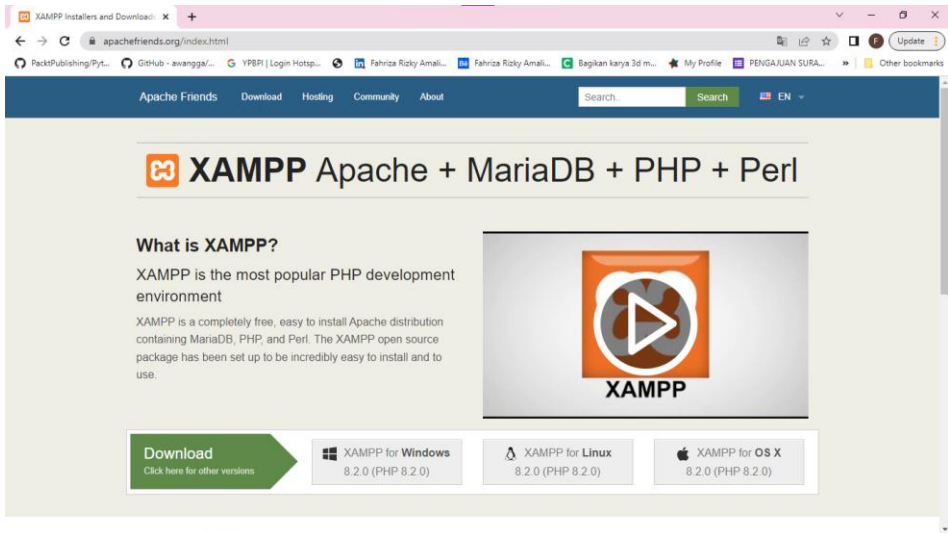 XAMPP Installers and Downloads
apachefriends.org/index.html
Update
PacktPublishing/Pyt...
GitHub - awangga/...
YPBPI | Login Hotsp...
Fahriza Rizky Amali...
Fahriza Rizky Amali...
Bagikan karya 3d m...
My Profile
PENGAJUAN SURA...
Other bookmarks
Apache Friends
Download
Hosting
Community
About
Search..
Search
EN
XAMPP Apache + MariaDB + PHP + Perl
What is XAMPP?
XAMPP is the most popular PHP development
environment
XAMPP is a completely free, easy to install Apache distribution
containing MariaDB, PHP, and Perl. The XAMPP open source
package has been set up to be incredibly easy to install and to
use.
XAMPP
Download
Click here for other versions
XAMPP for Windows
8.2.0 (PHP 8.2.0)
XAMPP for Linux
8.2.0 (PHP 8.2.0)
XAMPP for OS X
8.2.0 (PHP 8.2.0)